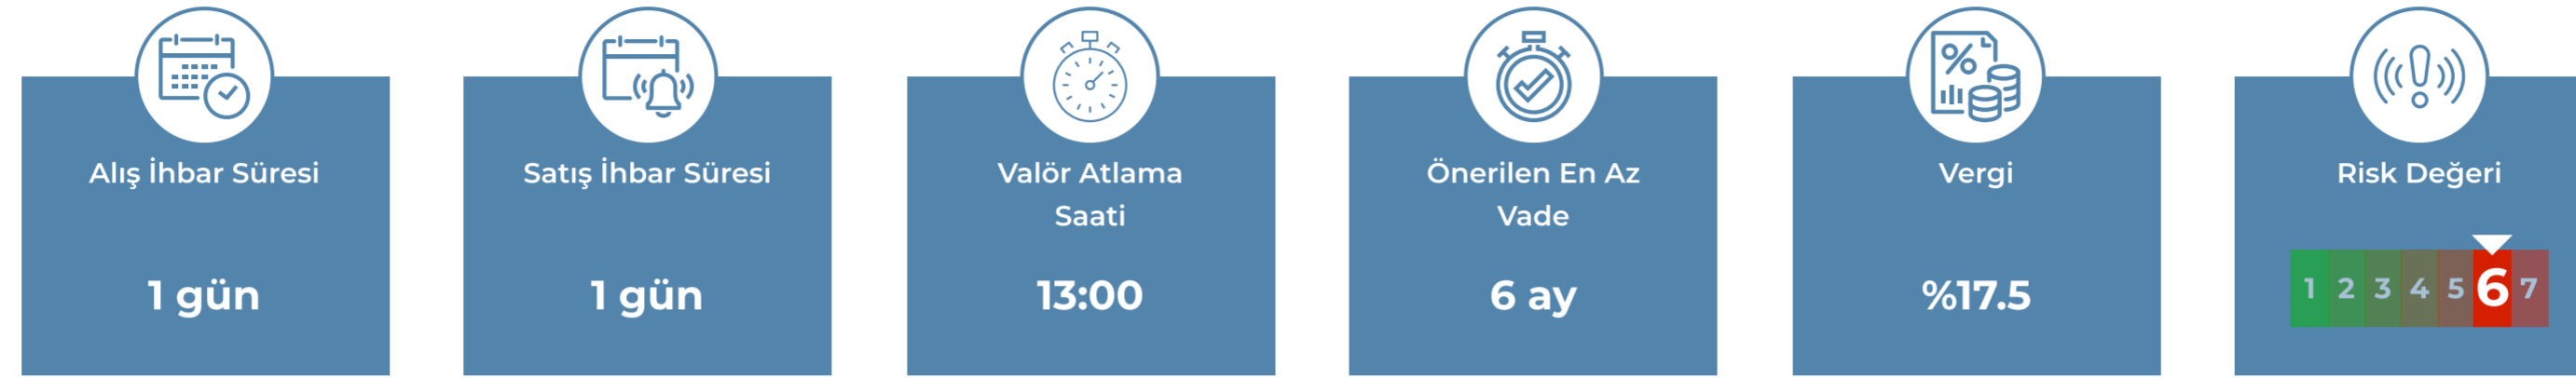 Alış İhbar Süresi
1 gün
Satış İhbar Süresi
1 gün
Valör Atlama
Saati
13:00
Önerilen En Az
Vade
6 ay
%
Vergi
%17.5
Risk Değeri
1 2 3 4 5 6 7